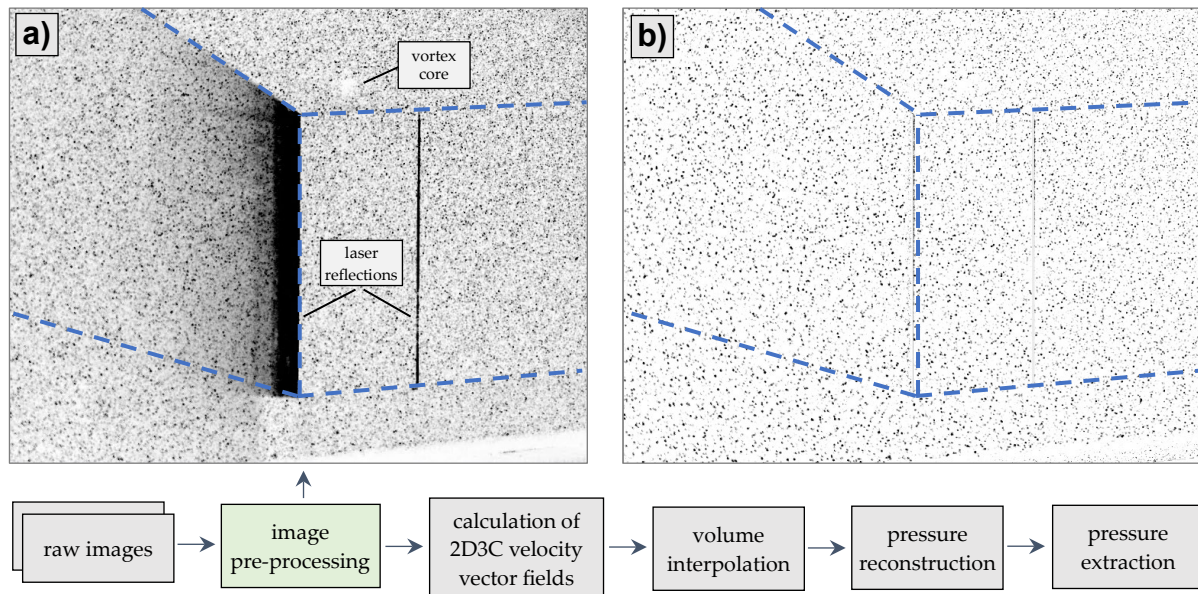 a)
vortex
core
laser
reflections
b)
raw images
image
pre-processing
calculation of
2D3C velocity
vector fields
volume
interpolation
pressure
reconstruction
pressure
extraction